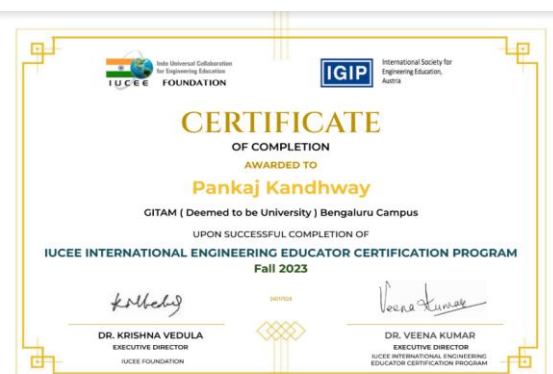 Indo Universal Collaboration
for Engineering Education
IUCEE FOUNDATION
IGIP
International Society for
Engineering Education,
Austria
CERTIFICATE
OF COMPLETION
AWARDED TO
Pankaj Kandhway
GITAM ( Deemed to be University ) Bengaluru Campus
UPON SUCCESSFUL COMPLETION OF
IUCEE INTERNATIONAL ENGINEERING EDUCATOR CERTIFICATION PROGRAM
Fall 2023
Veena Kumar
DR. KRISHNA VEDULA
EXECUTIVE DIRECTOR
IUCEE FOUNDATION
DR. VEENA KUMAR
EXECUTIVE DIRECTOR
IUCEE INTERNATIONAL ENGINEERING
EDUCATOR CERTIFICATION PROGRAM